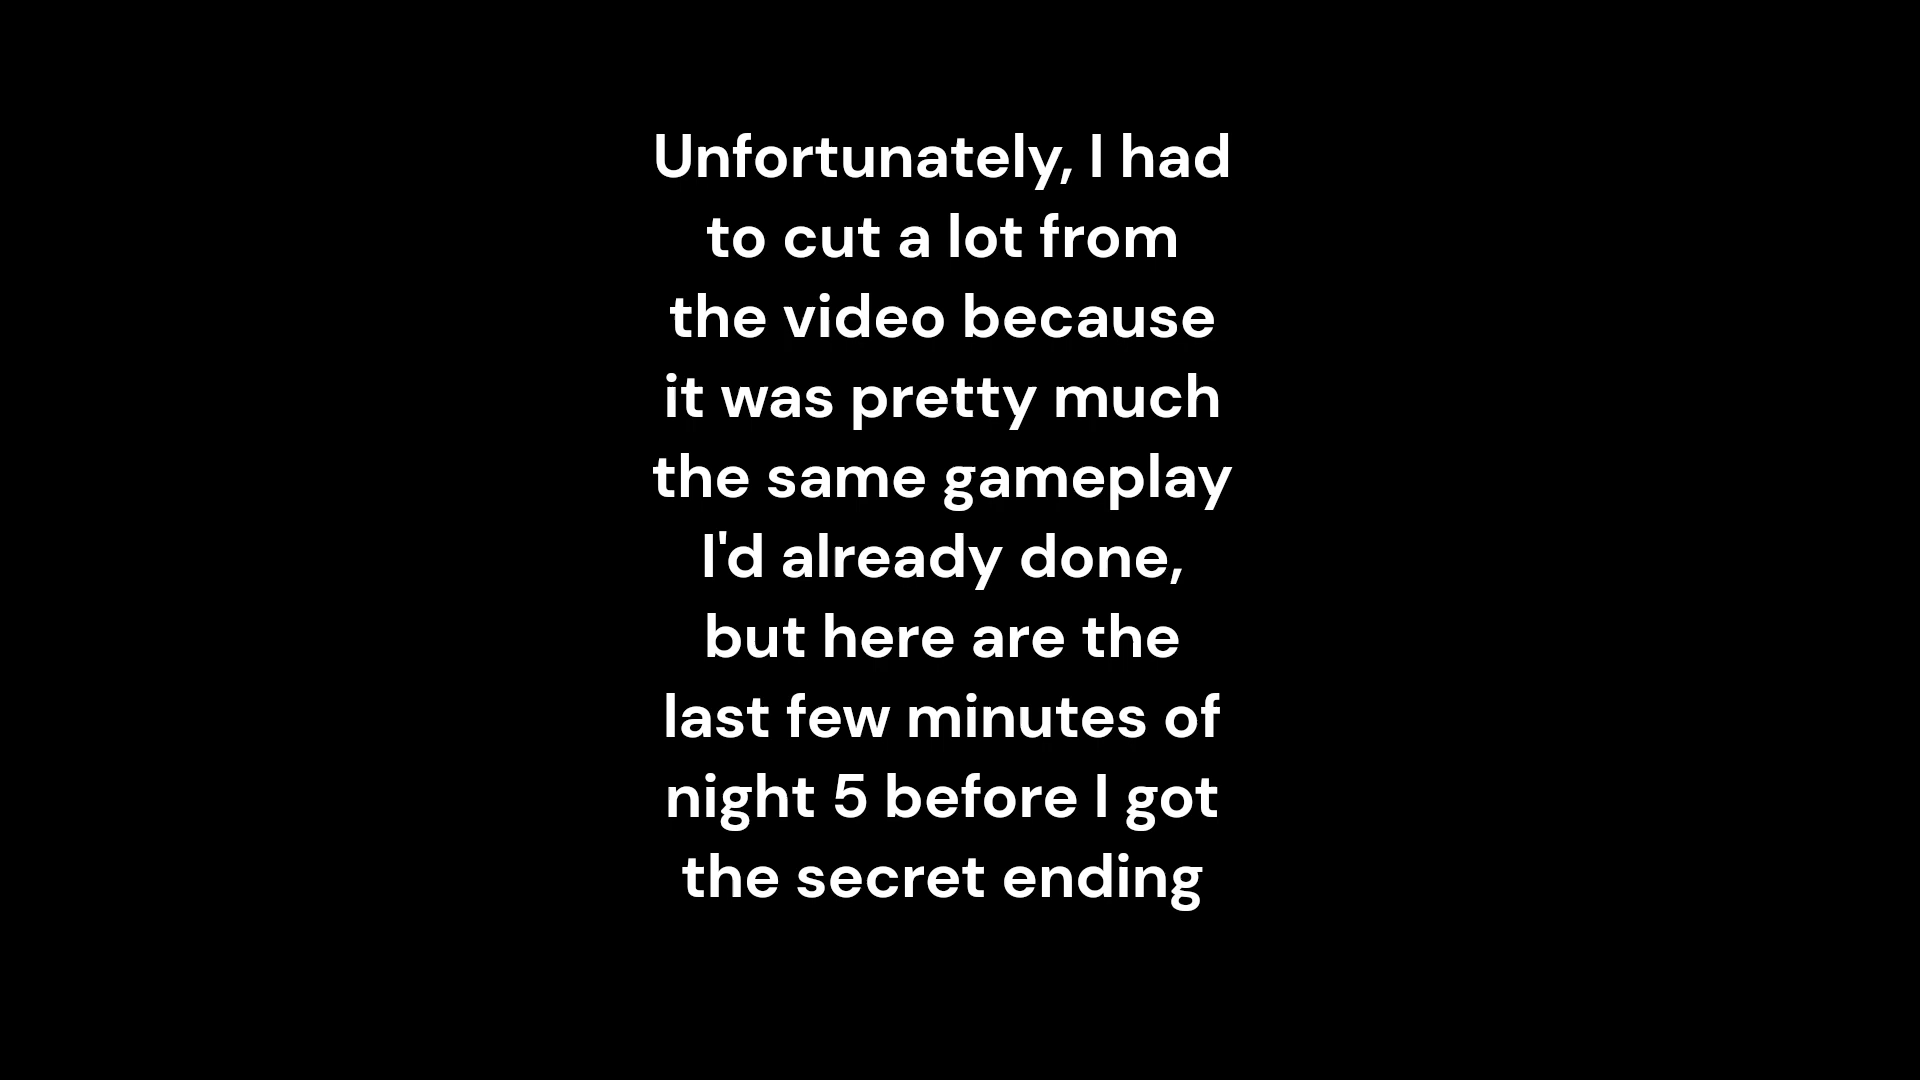 Unfortunately, I had
to cut a lot from
the video because
it was pretty much
the same gameplay
I'd already done,
but here are the
last few minutes of
night 5 before I got
the secret ending